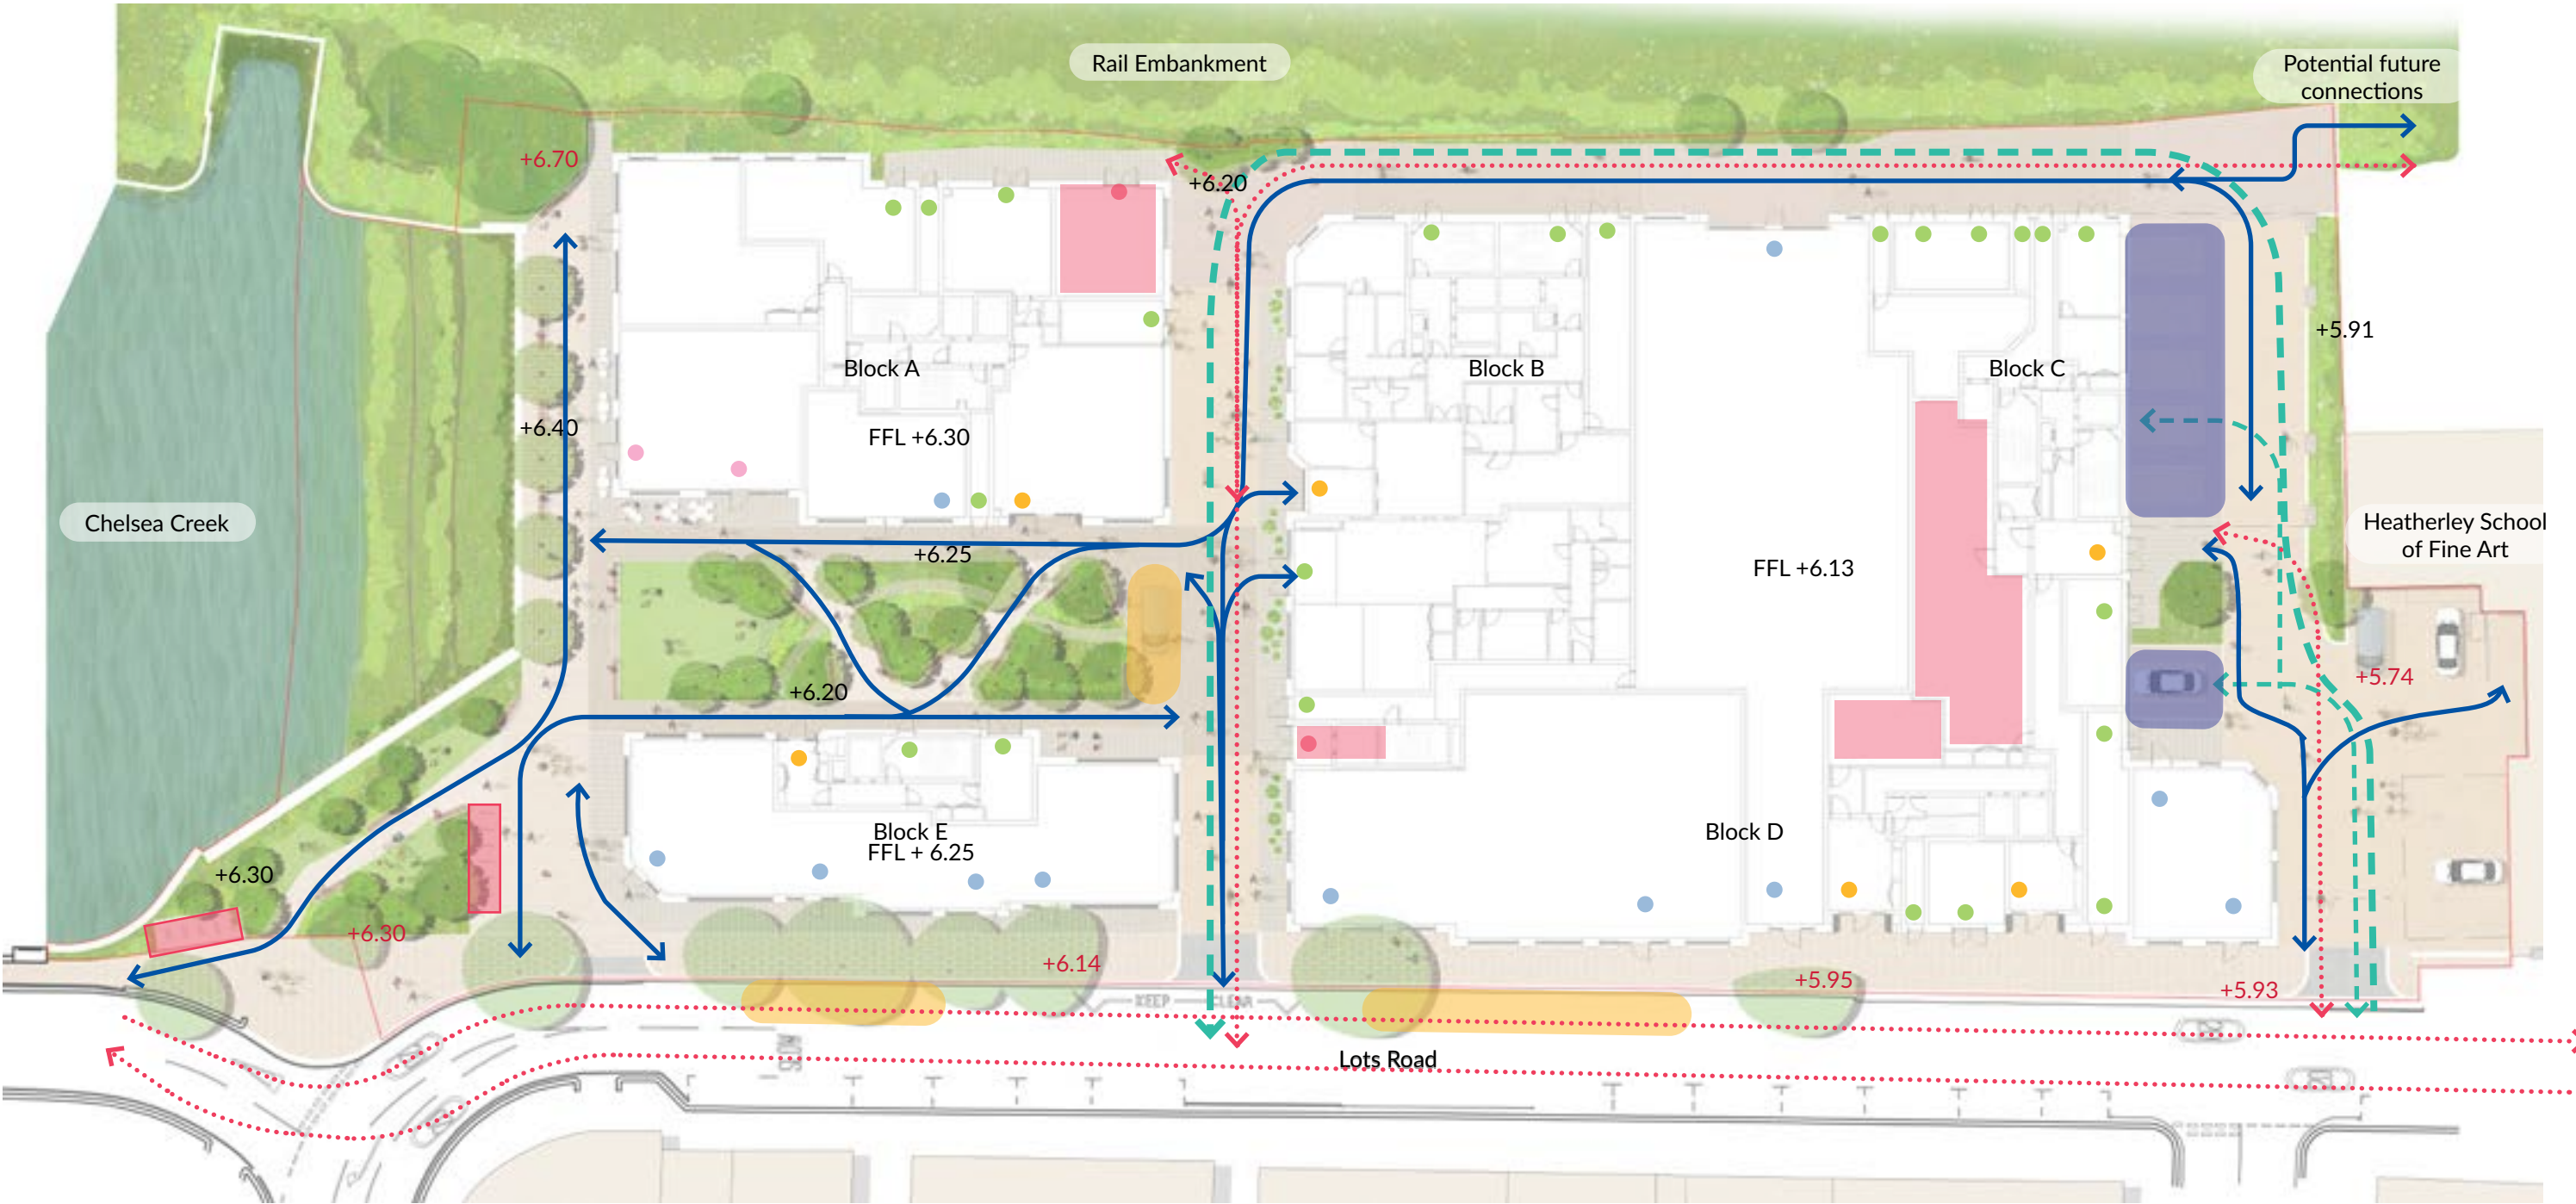 Rail Embankment
Potential future
connections
+6.70
+6.20
+5.91
Block A
Block B
Block C
+6.40
FFL +6.30
Chelsea Creek
Heatherley School
of Fine Art
+6.25
FFL +6.13
+5.74
+6.20
Block E
FFL + 6.25
Block D
+6.30
+6.30
+6.14
+5.95
+5.93
KEEP CLEAR
Lots Road